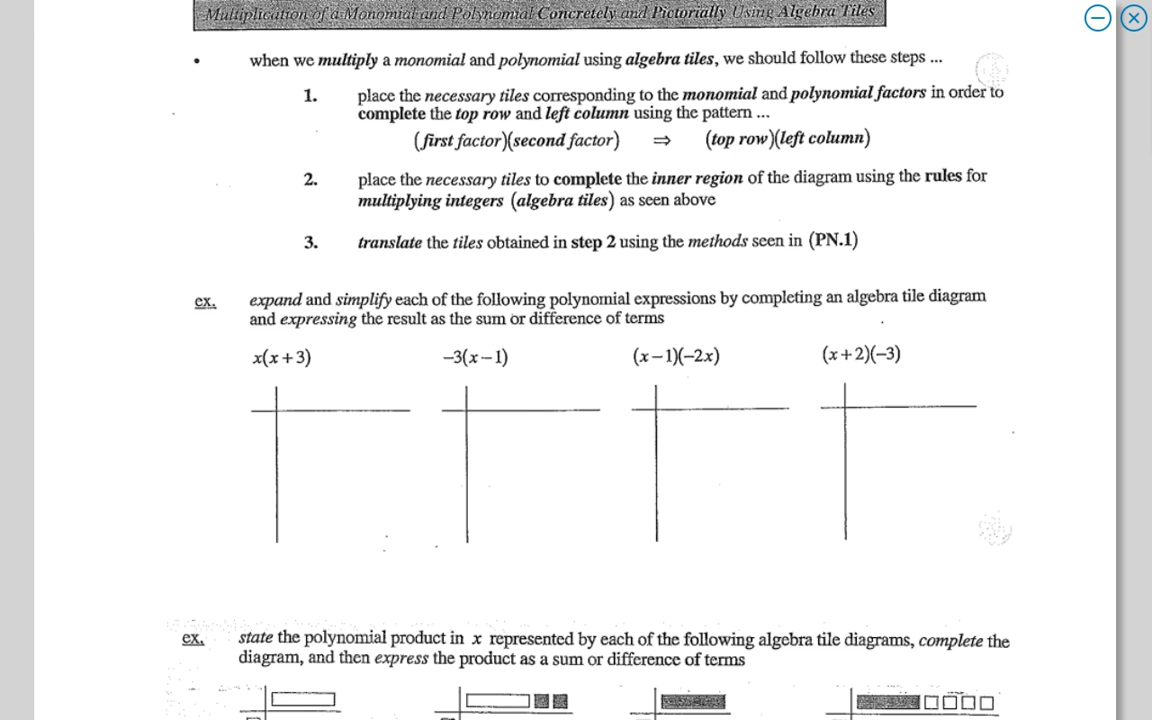 Multiplication of a Monomial and Polynomial Concretely and Pictorially Using Algebra Tiles
• when we multiply a monomial and polynomial using algebra tiles, we should follow these steps ...
1. place the necessary tiles corresponding to the monomial and polynomial factors in order to
complete the top row and left column using the pattern ...
(first factor)(second factor) ⇒ (top row)(left column)
2. place the necessary tiles to complete the inner region of the diagram using the rules for
multiplying integers (algebra tiles) as seen above
3. translate the tiles obtained in step 2 using the methods seen in (PN.1)
ex. expand and simplify each of the following polynomial expressions by completing an algebra tile diagram
and expressing the result as the sum or difference of terms
x(x+3) −3(x−1) (x−1)(−2x) (x+2)(−3)
ex. state the polynomial product in x represented by each of the following algebra tile diagrams, complete the
diagram, and then express the product as a sum or difference of terms